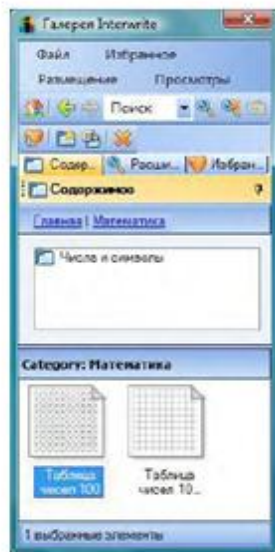 Галерея Interwrite
Файл Избранное
Размещение Просмотры
Поиск
Содер... Расши... Избран...
Содержимое ?
Главная | Математика
Числа и символы
Category: Математика
Таблица чисел 100 Таблица чисел 10...
1 выбранные элементы